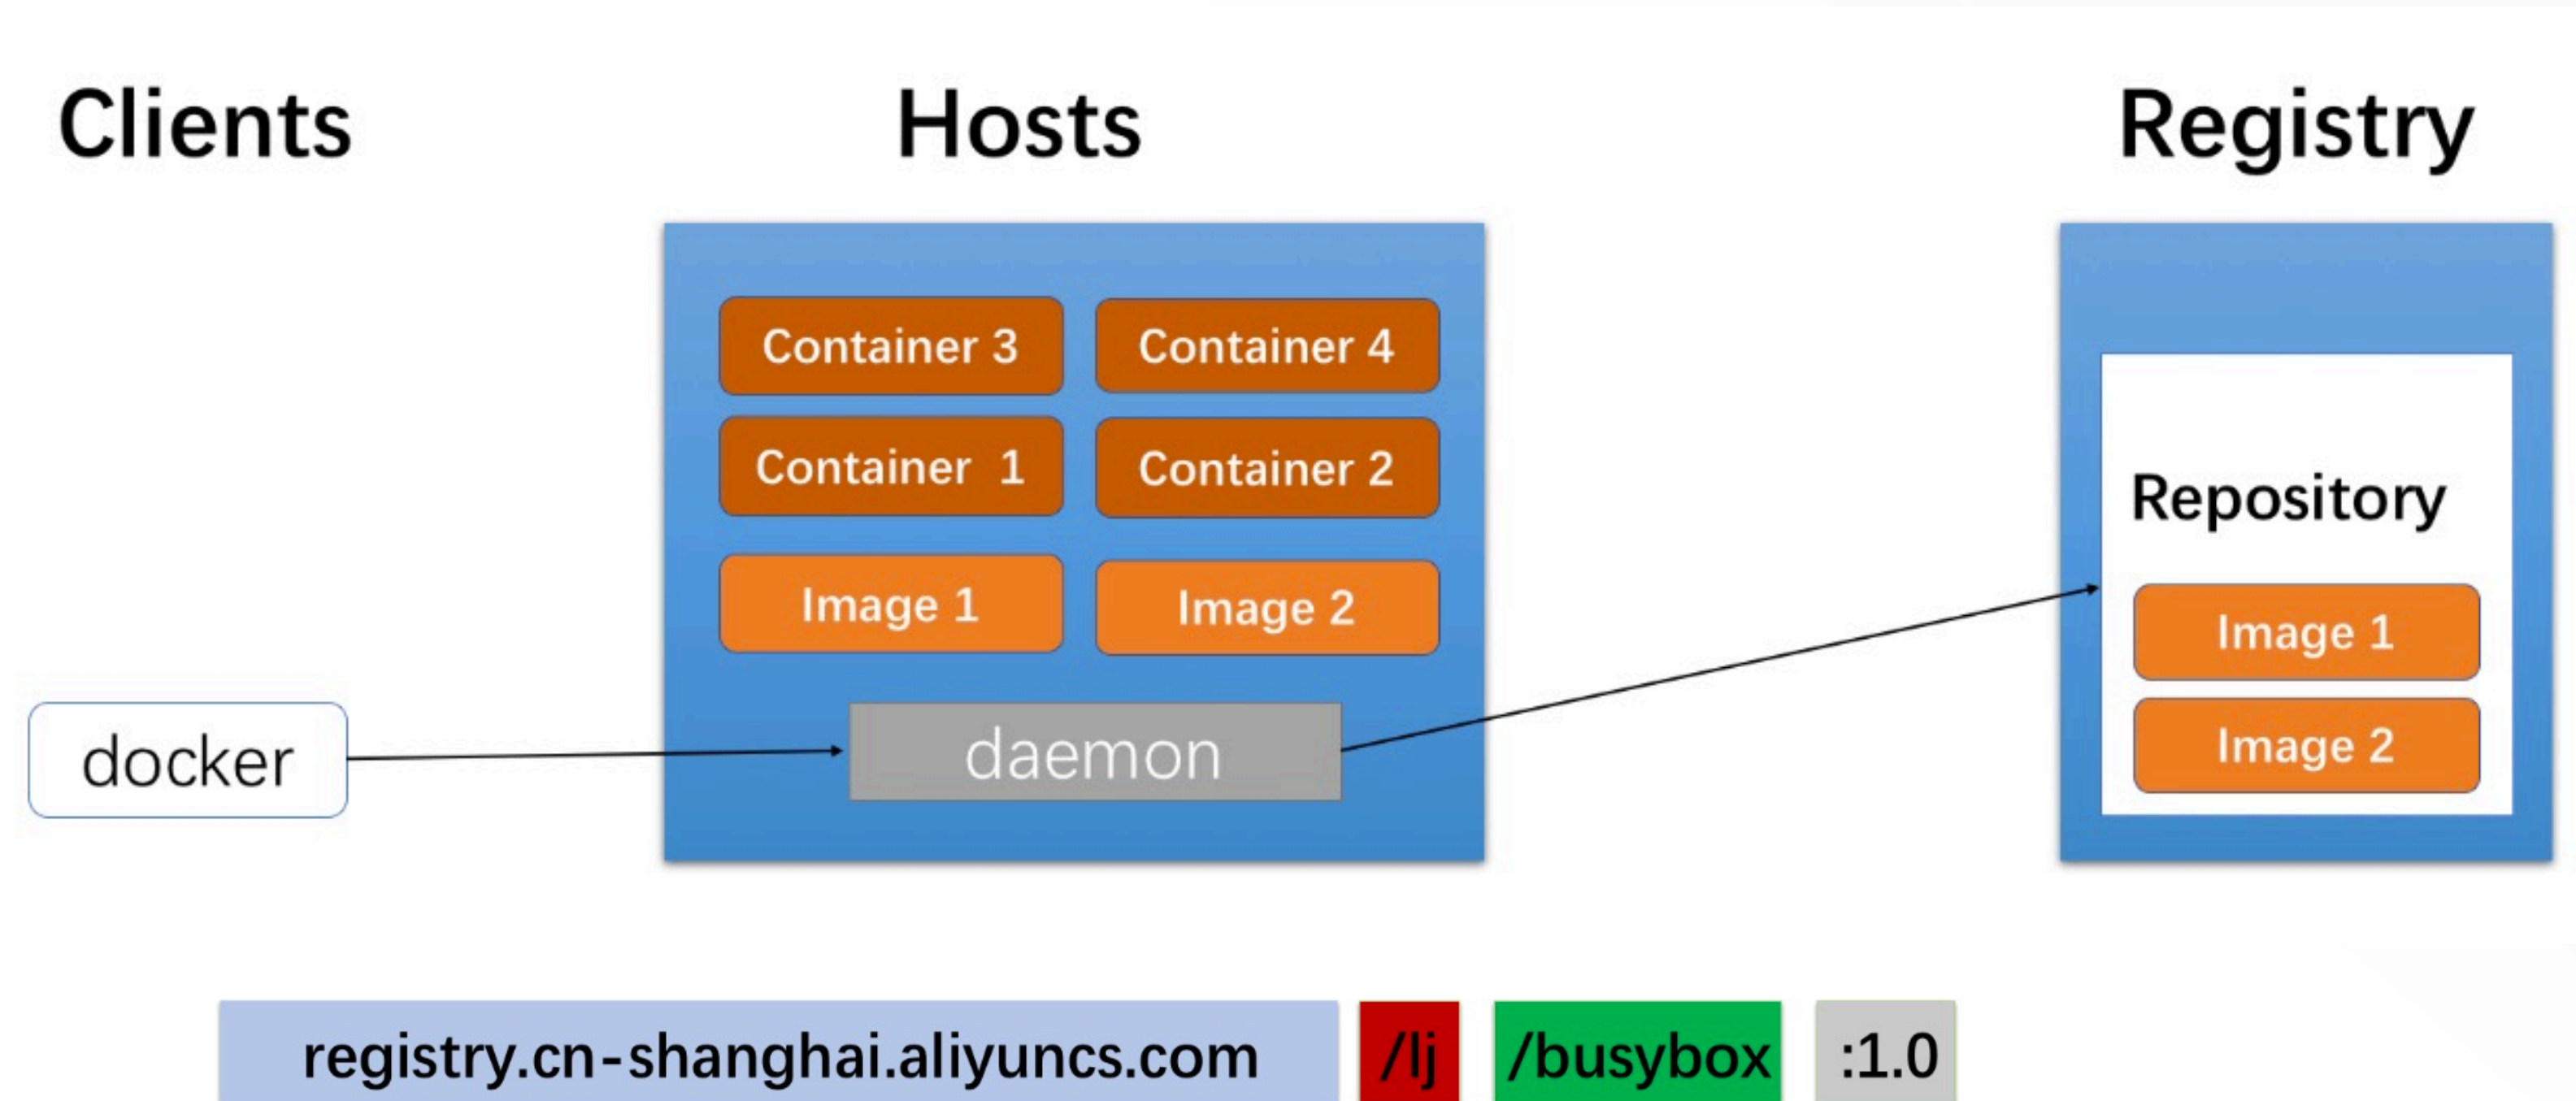 Clients
Hosts
Registry
Container 3
Container 4
Container 1
Container 2
Image 1
Image 2
daemon
docker
Repository
Image 1
Image 2
registry.cn-shanghai.aliyuncs.com /lj /busybox :1.0